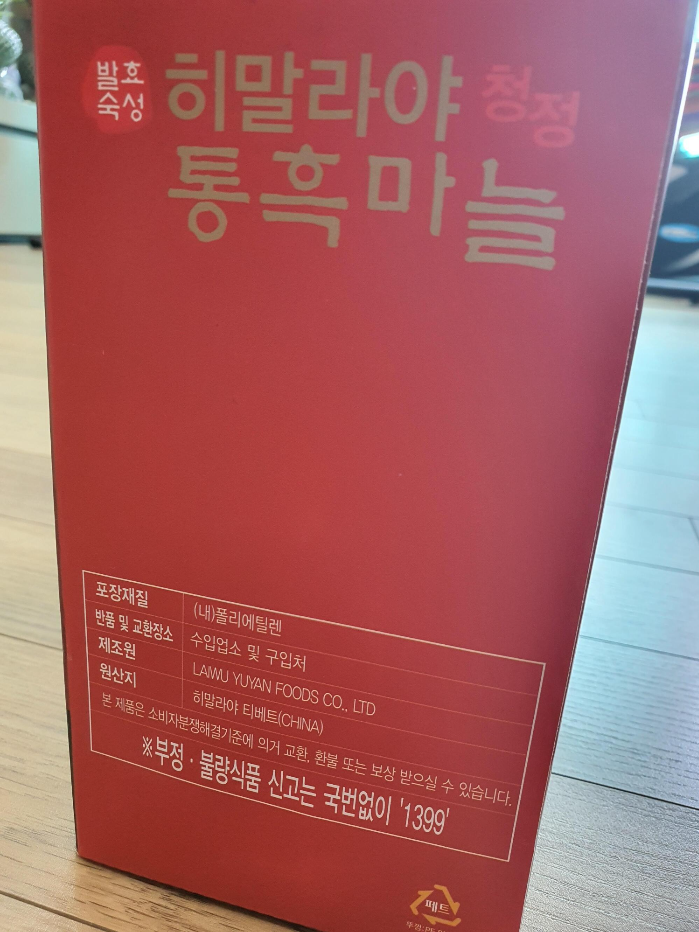 발효
숙성
히말라야 청정
통흑마늘
포장재질 (내)폴리에틸렌
반품 및 교환장소 수입업소 및 구입처
제조원 LAIWU YUYAN FOODS CO., LTD
원산지 히말라야 티베트(CHINA)
본 제품은 소비자분쟁해결기준에 의거 교환, 환불 또는 보상 받으실 수 있습니다.
※부정·불량식품 신고는 국번없이 '1399'
페트
뚜껑:PE